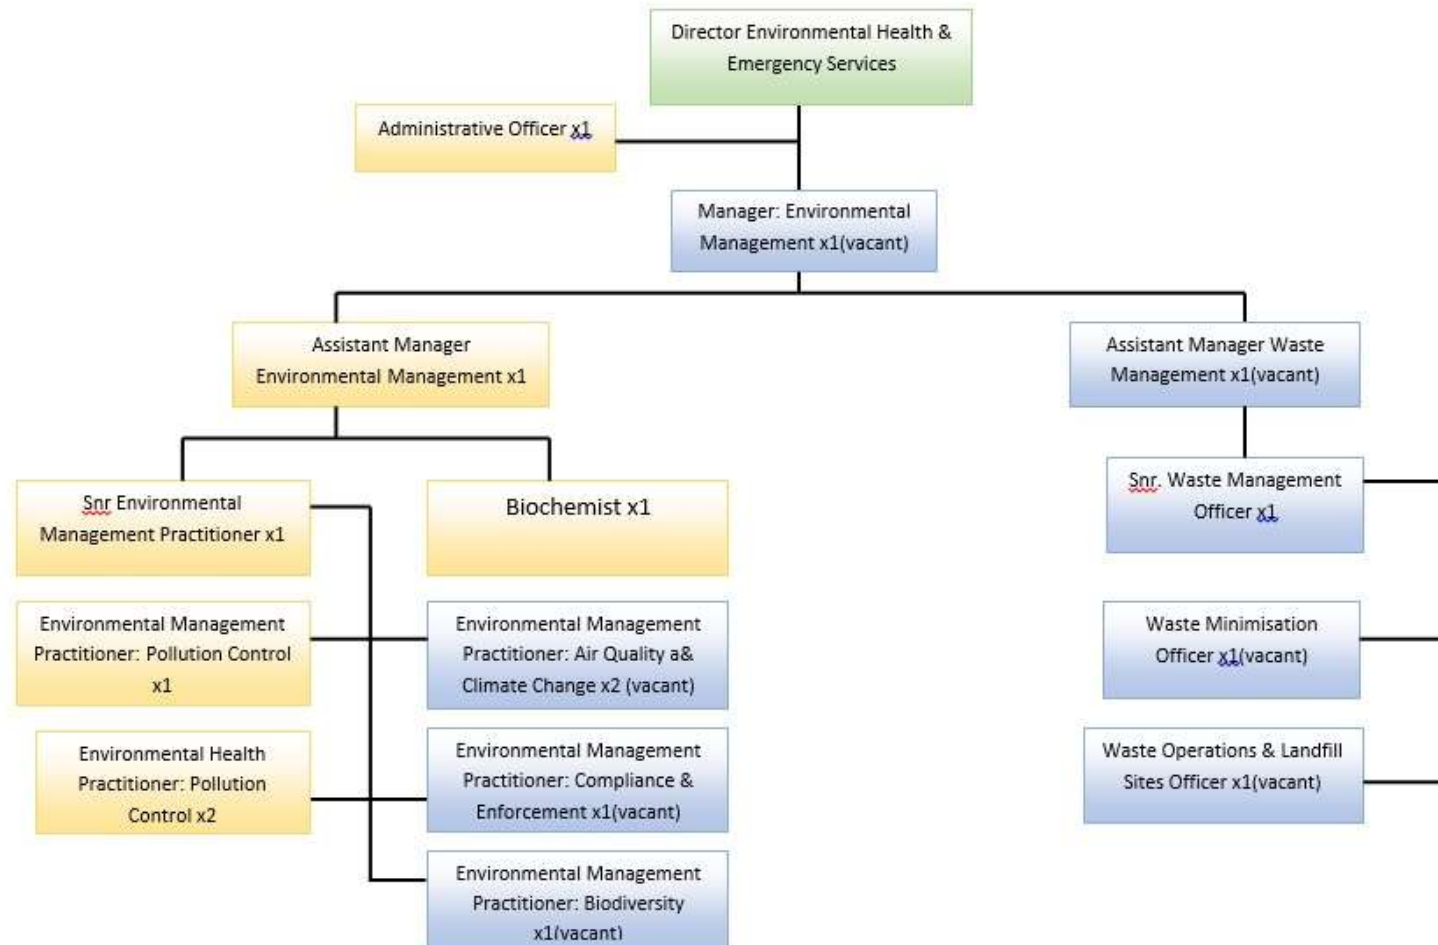 Director Environmental Health &
Emergency Services
Administrative Officer x1
Manager: Environmental
Management x1(vacant)
Assistant Manager
Environmental Management x1
Assistant Manager Waste
Management x1(vacant)
Snr Environmental
Management Practitioner x1
Biochemist x1
Snr. Waste Management
Officer x1
Environmental Management
Practitioner: Pollution Control
x1
Environmental Management
Practitioner: Air Quality a&
Climate Change x2 (vacant)
Waste Minimisation
Officer x1(vacant)
Environmental Health
Practitioner: Pollution
Control x2
Environmental Management
Practitioner: Compliance &
Enforcement x1(vacant)
Waste Operations & Landfill
Sites Officer x1(vacant)
Environmental Management
Practitioner: Biodiversity
x1(vacant)